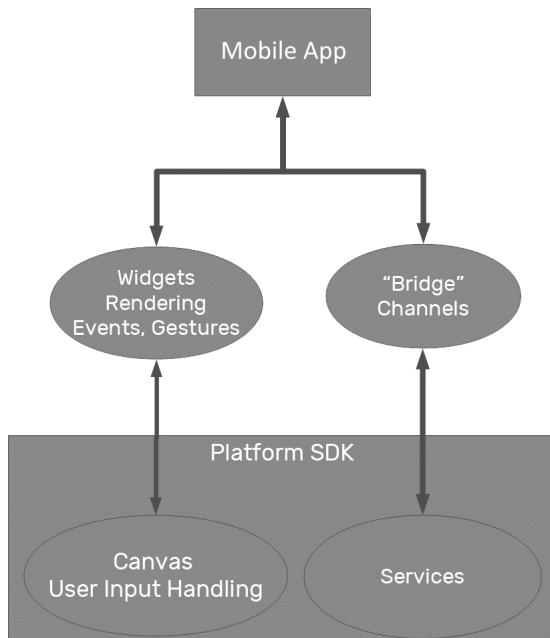 Mobile App
Widgets
Rendering
Events, Gestures
“Bridge”
Channels
Platform SDK
Canvas
User Input Handling
Services